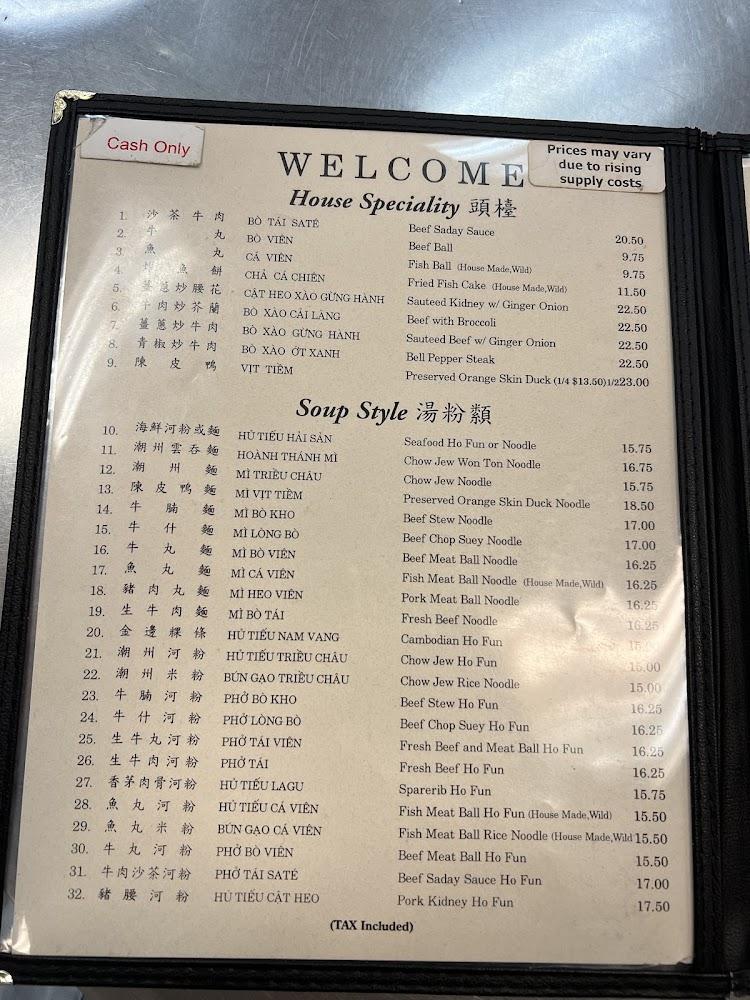 Cash Only
Prices may vary
due to rising
supply costs
WELCOME
House Speciality 頭檯
1. 沙茶牛肉 BÒ TÁI SATÉ Beef Saday Sauce 20.50
2. 牛丸 BÒ VIÊN Beef Ball 9.75
3. 魚丸 CÁ VIÊN Fish Ball (House Made,Wild) 9.75
4. 魚餅 CHẢ CÁ CHIÊN Fried Fish Cake (House Made,Wild) 11.50
5. 薑蔥炒腰花 CẬT HEO XÀO GỪNG HÀNH Sauteed Kidney w/ Ginger Onion 22.50
6. 牛肉炒芥蘭 BÒ XÀO CẢI LÀNG Beef with Broccoli 22.50
7. 薑蔥炒牛肉 BÒ XÀO GỪNG HÀNH Sauteed Beef w/ Ginger Onion 22.50
8. 青椒炒牛肉 BÒ XÀO ỚT XANH Bell Pepper Steak 22.50
9. 陳皮鴨 VỊT TIỀM Preserved Orange Skin Duck (1/4 $13.50)1/223.00
Soup Style 湯粉類
10. 海鮮河粉或麵 HỦ TIẾU HẢI SẢN Seafood Ho Fun or Noodle 15.75
11. 潮州雲吞麵 HOÀNH THÁNH MÌ Chow Jew Won Ton Noodle 16.75
12. 潮州麵 MÌ TRIỀU CHÂU Chow Jew Noodle 15.75
13. 陳皮鴨麵 MÌ VỊT TIỀM Preserved Orange Skin Duck Noodle 18.50
14. 牛腩麵 MÌ BÒ KHO Beef Stew Noodle 17.00
15. 牛什麵 MÌ LÒNG BÒ Beef Chop Suey Noodle 17.00
16. 牛丸麵 MÌ BÒ VIÊN Beef Meat Ball Noodle 16.25
17. 魚丸麵 MÌ CÁ VIÊN Fish Meat Ball Noodle (House Made,Wild) 16.25
18. 豬肉丸麵 MÌ HEO VIÊN Pork Meat Ball Noodle 16.25
19. 生牛肉麵 MÌ BÒ TÁI Fresh Beef Noodle 16.25
20. 金邊粿條 HỦ TIẾU NAM VANG Cambodian Ho Fun
21. 潮州河粉 HỦ TIẾU TRIỀU CHÂU Chow Jew Ho Fun 15.00
22. 潮州米粉 BÚN GẠO TRIỀU CHÂU Chow Jew Rice Noodle 15.00
23. 牛腩河粉 PHỞ BÒ KHO Beef Stew Ho Fun 16.25
24. 牛什河粉 PHỞ LÒNG BÒ Beef Chop Suey Ho Fun 16.25
25. 生牛丸河粉 PHỞ TÁI VIÊN Fresh Beef and Meat Ball Ho Fun 16.25
26. 生牛肉河粉 PHỞ TÁI Fresh Beef Ho Fun 16.25
27. 香茅肉骨河粉 HỦ TIẾU LAGU Sparerib Ho Fun 15.75
28. 魚丸河粉 HỦ TIẾU CÁ VIÊN Fish Meat Ball Ho Fun (House Made,Wild) 15.50
29. 魚丸米粉 BÚN GẠO CÁ VIÊN Fish Meat Ball Rice Noodle (House Made,Wild 15.50
30. 牛丸河粉 PHỞ BÒ VIÊN Beef Meat Ball Ho Fun 15.50
31. 牛肉沙茶河粉 PHỞ TÁI SATÉ Beef Saday Sauce Ho Fun 17.00
32. 豬腰河粉 HỦ TIẾU CẬT HEO Pork Kidney Ho Fun 17.50
(TAX Included)